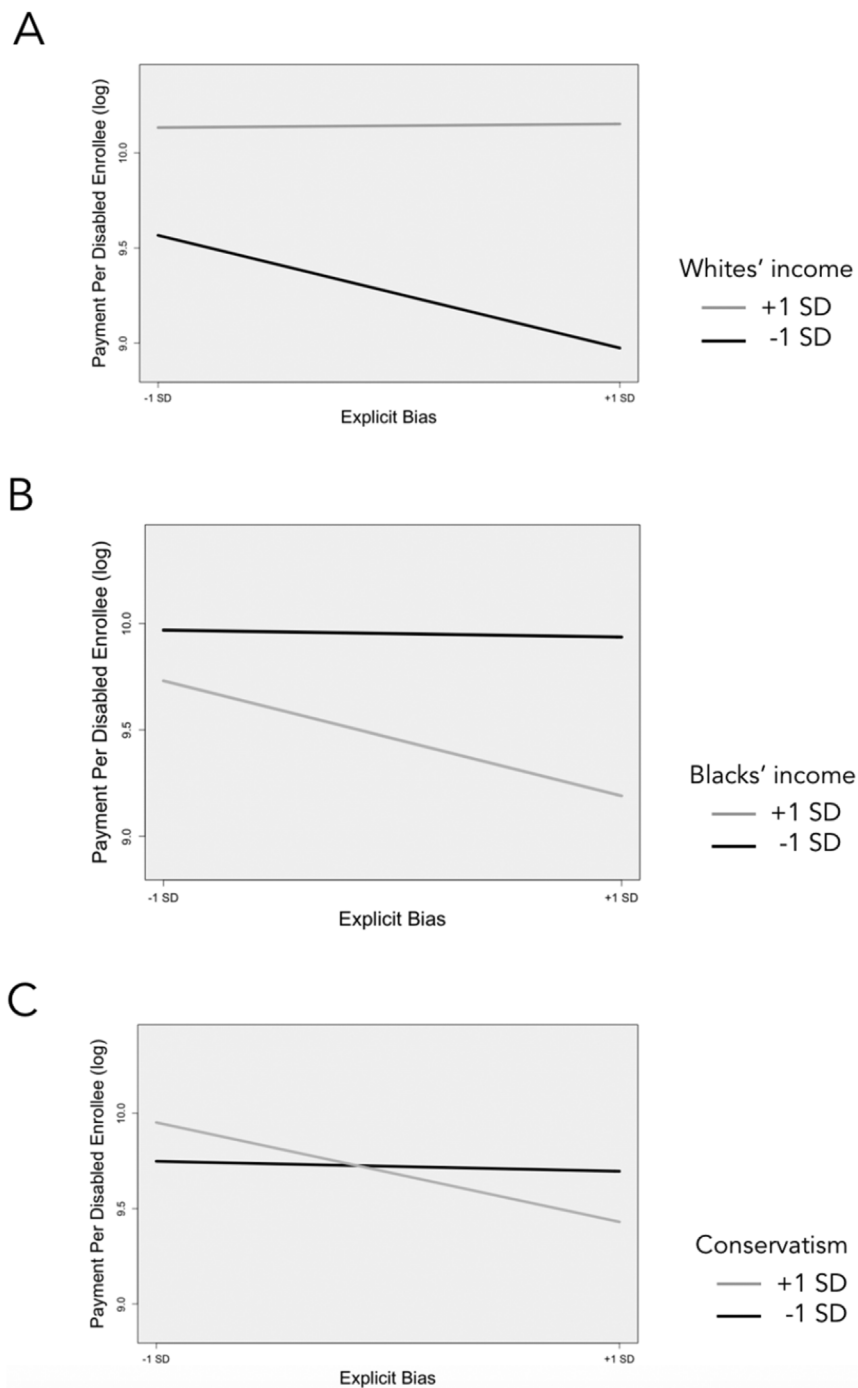 A
Payment Per Disabled Enrollee (log)
10.0
9.5
9.0
-1 SD
+1 SD
Explicit Bias
Whites' income
+1 SD
-1 SD
B
Payment Per Disabled Enrollee (log)
10.0
9.5
9.0
-1 SD
+1 SD
Explicit Bias
Blacks' income
+1 SD
-1 SD
C
Payment Per Disabled Enrollee (log)
10.0
9.5
9.0
-1 SD
+1 SD
Explicit Bias
Conservatism
+1 SD
-1 SD